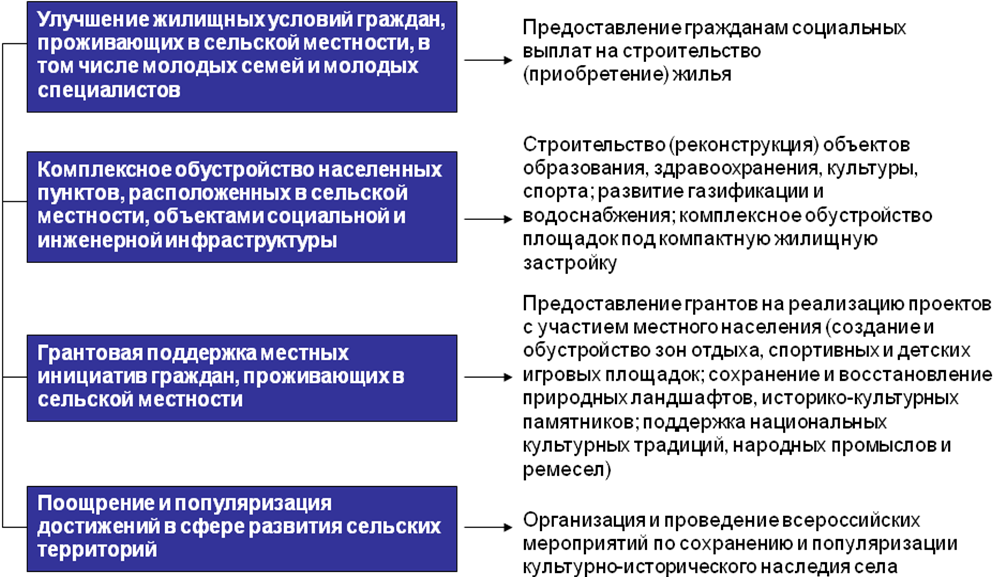 Улучшение жилищных условий граждан,
проживающих в сельской местности, в
том числе молодых семей и молодых
специалистов
Предоставление гражданам социальных
выплат на строительство
(приобретение) жилья
Комплексное обустройство населенных
пунктов, расположенных в сельской
местности, объектами социальной и
инженерной инфраструктуры
Строительство (реконструкция) объектов
образования, здравоохранения, культуры,
спорта; развитие газификации и
водоснабжения; комплексное обустройство
площадок под компактную жилищную
застройку
Грантовая поддержка местных
инициатив граждан, проживающих в
сельской местности
Предоставление грантов на реализацию проектов
с участием местного населения (создание и
обустройство зон отдыха, спортивных и детских
игровых площадок; сохранение и восстановление
природных ландшафтов, историко-культурных
памятников; поддержка национальных
культурных традиций, народных промыслов и
ремесел)
Поощрение и популяризация
достижений в сфере развития сельских
территорий
Организация и проведение всероссийских
мероприятий по сохранению и популяризации
культурно-исторического наследия села